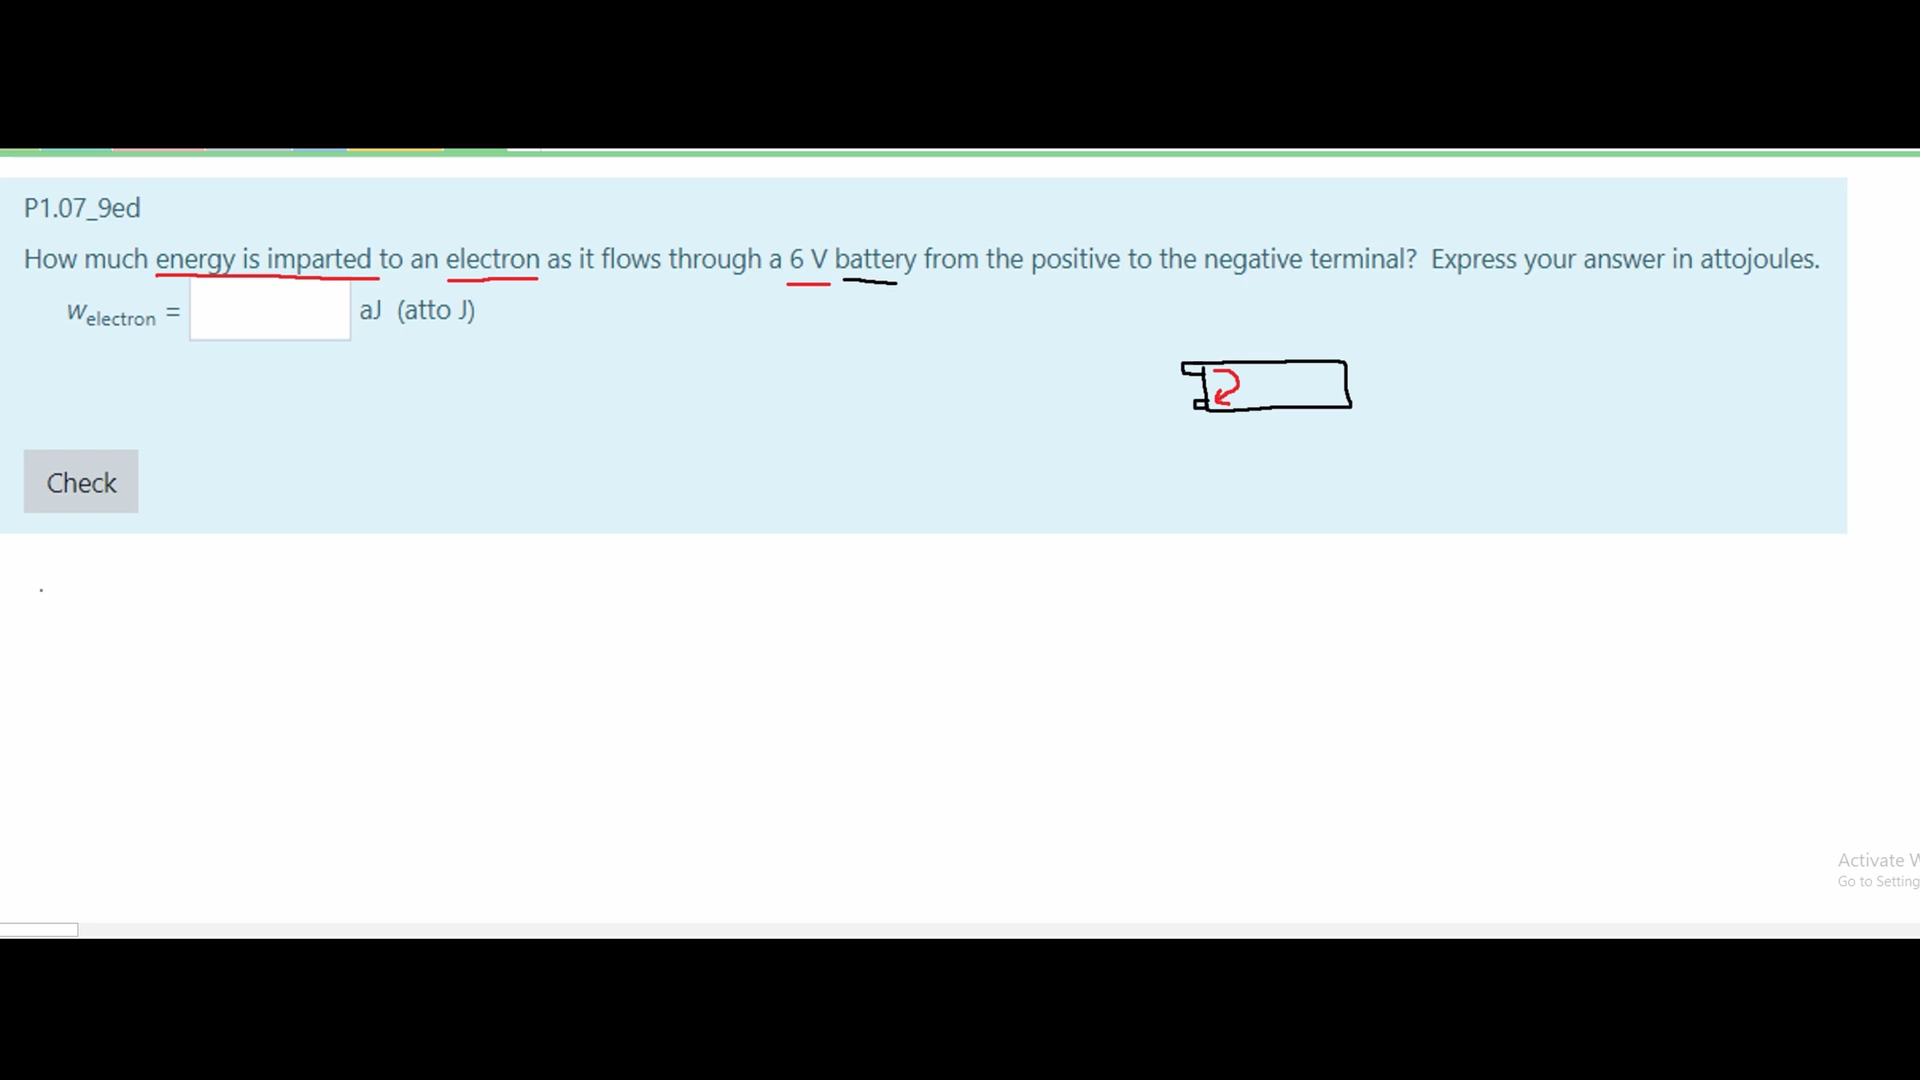 P1.07_9ed
How much energy is imparted to an electron as it flows through a 6 V battery from the positive to the negative terminal? Express your answer in attojoules.
welectron = aJ (atto J)
Check
Activate W
Go to Setting